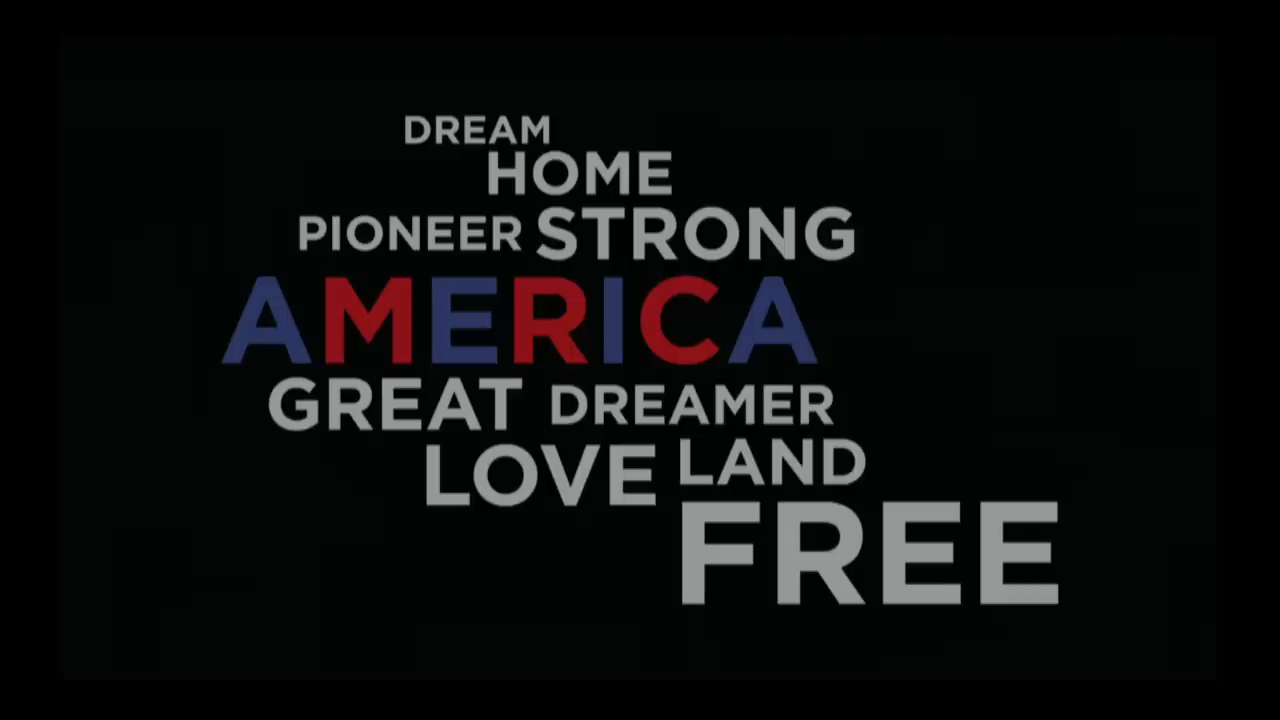 DREAM
HOME
PIONEER STRONG
AMERICA
GREAT DREAMER
LOVE LAND
FREE